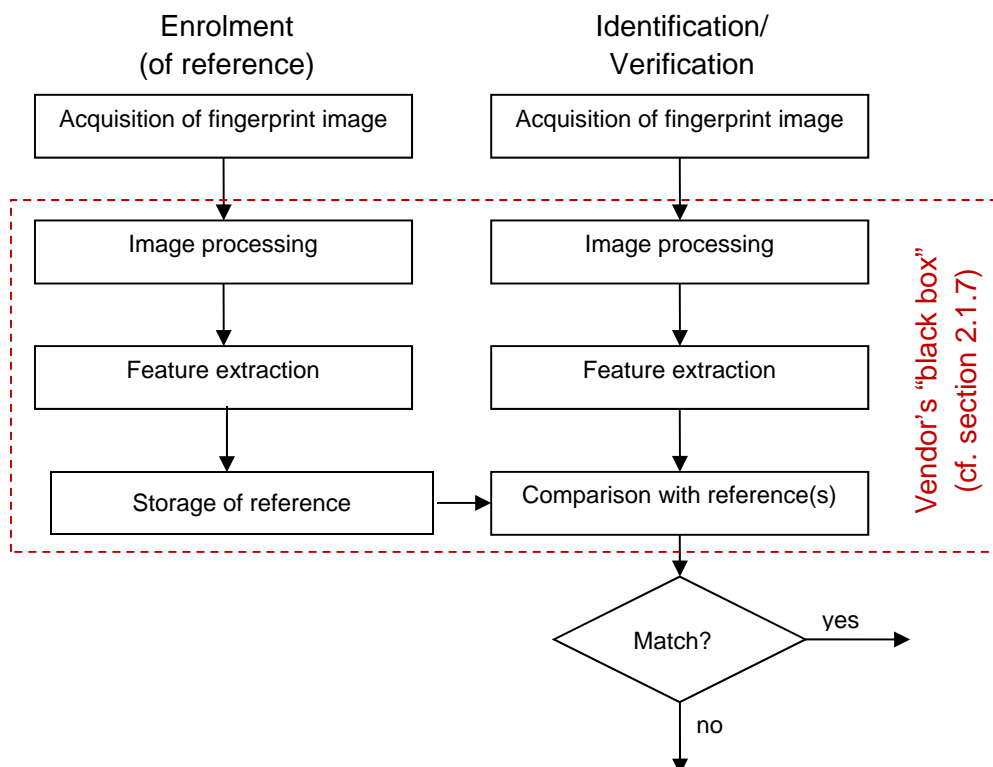 Enrolment
(of reference)
Identification/
Verification
Acquisition of fingerprint image
Acquisition of fingerprint image
Image processing
Image processing
Feature extraction
Feature extraction
Storage of reference
Comparison with reference(s)
Vendor's “black box”
(cf. section 2.1.7)
Match?
yes
no